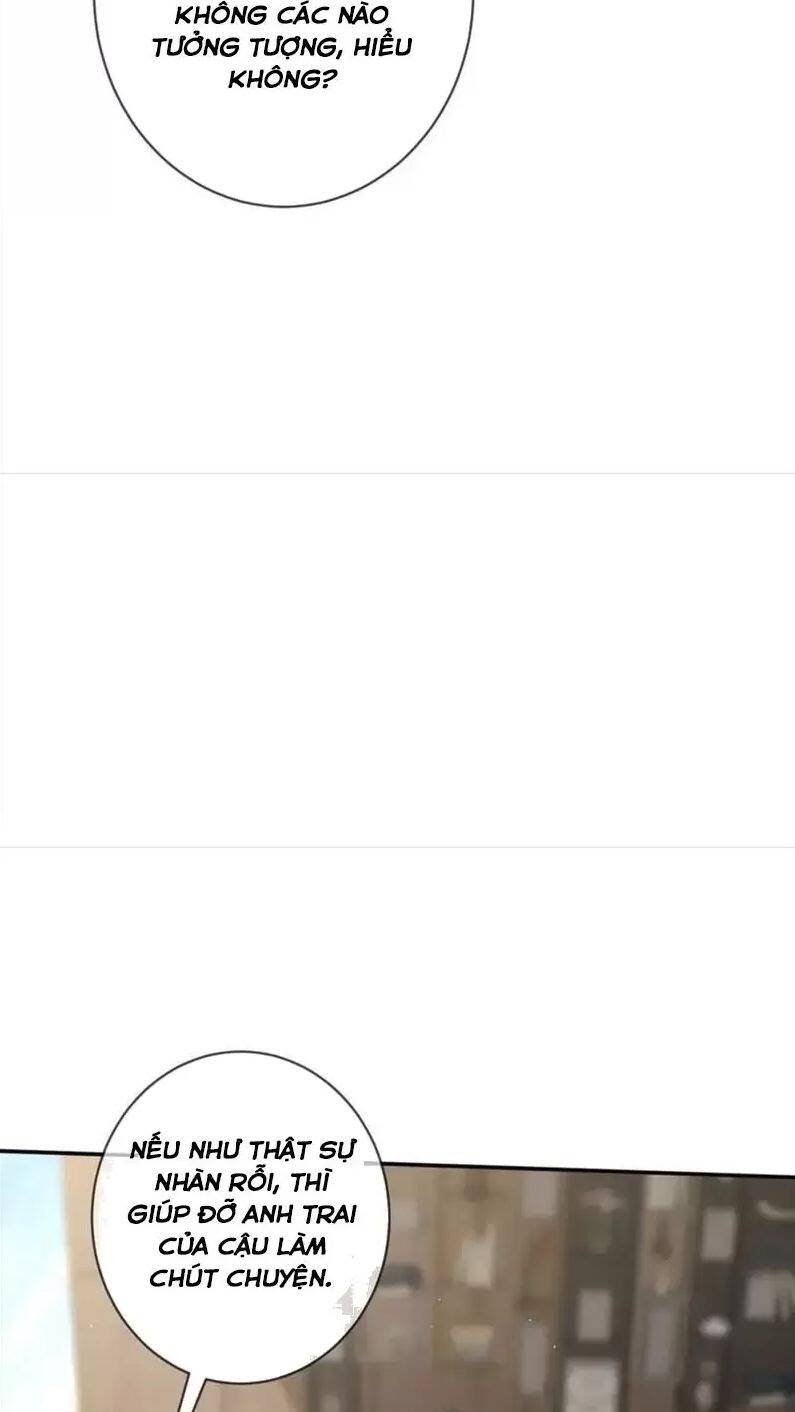 KHÔNG CÁC NÀO
TƯỞNG TƯỢNG, HIỂU
KHÔNG?
NẾU NHƯ THẬT SỰ
NHÀN RỖI, THÌ
GIÚP ĐỠ ANH TRAI
CỦA CẬU LÀM
CHÚT CHUYỆN.